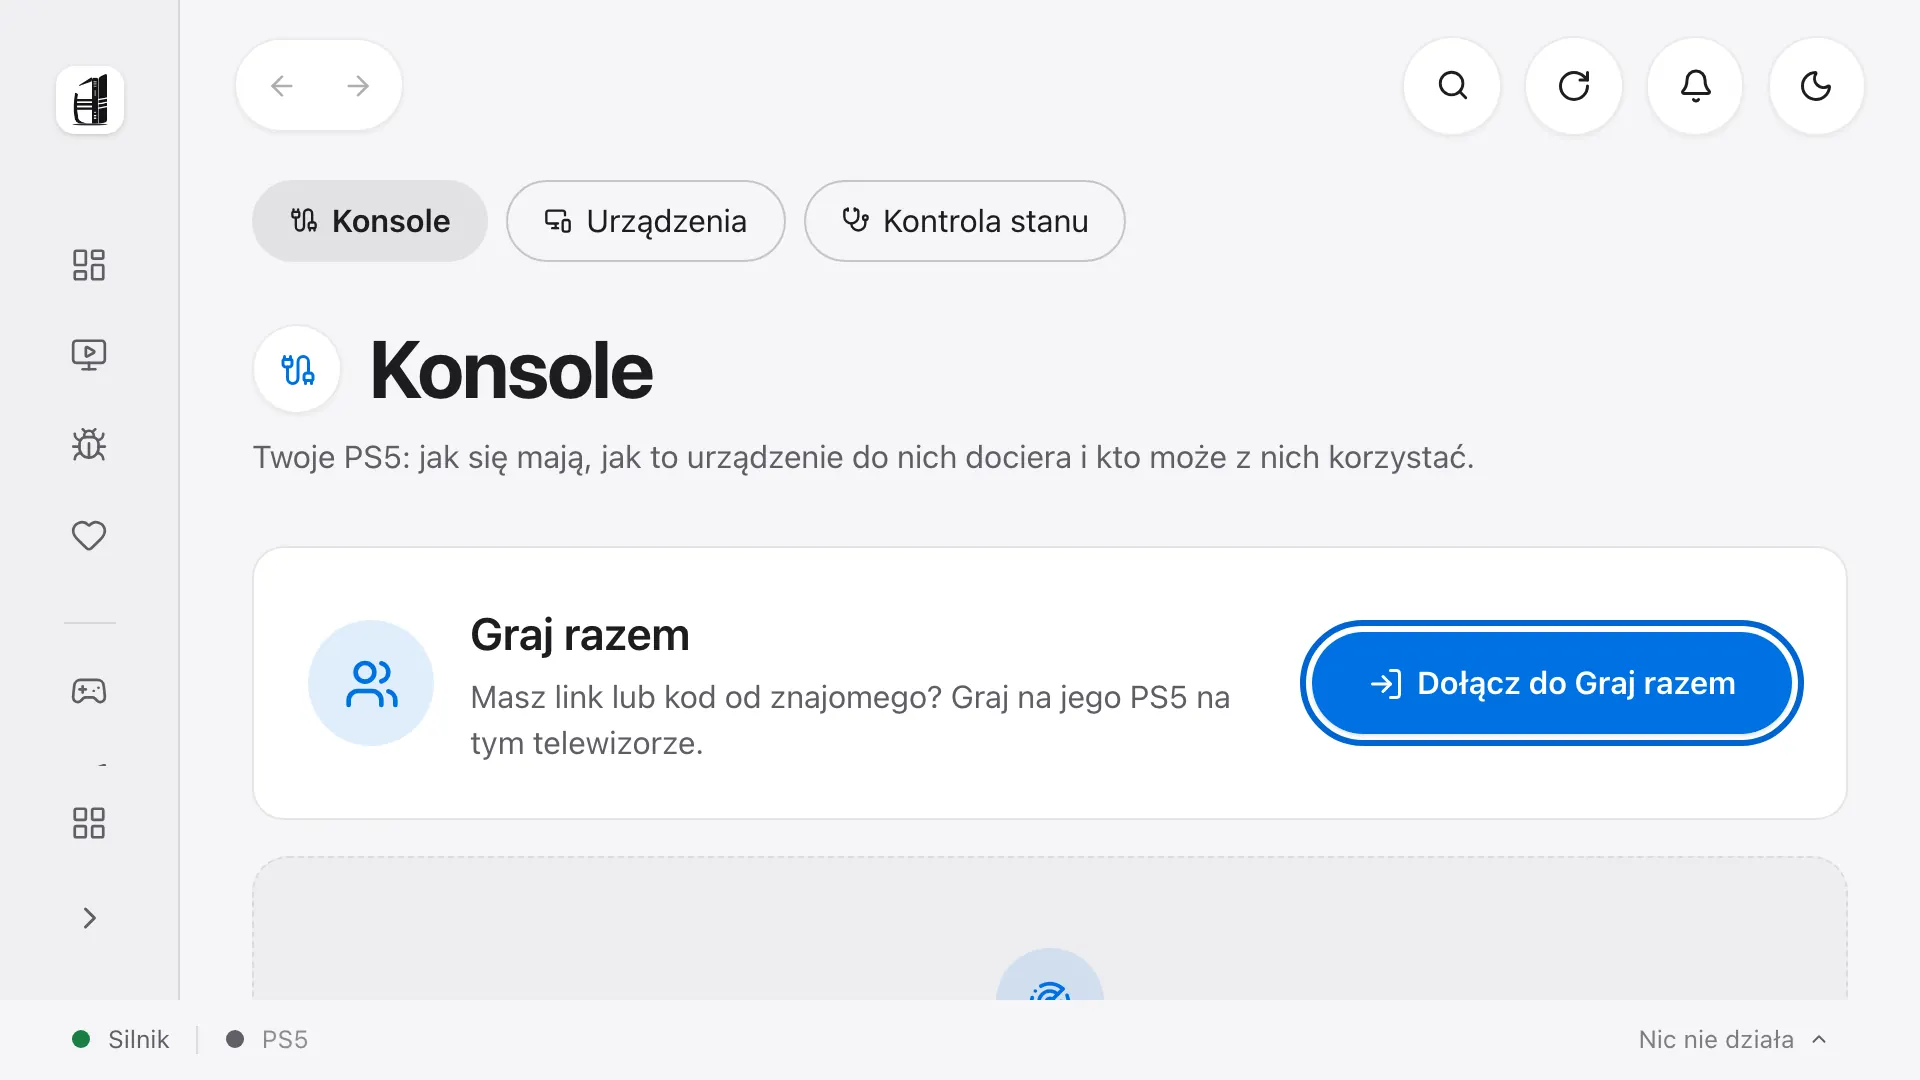 Konsole
Urządzenia
Kontrola stanu
Konsole
Twoje PS5: jak się mają, jak to urządzenie do nich dociera i kto może z nich korzystać.
Graj razem
Masz link lub kod od znajomego? Graj na jego PS5 na
tym telewizorze.
Dołącz do Graj razem
Silnik
PS5
Nic nie działa